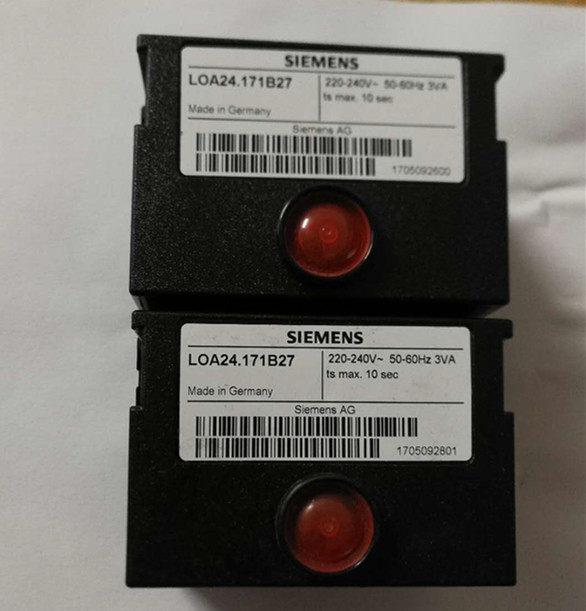 SIEMENS
LOA24.171B27
220-240V~ 50-60Hz 3VA
ts max. 10 sec
Made in Germany
Siemens AG
1705092600
SIEMENS
LOA24.171B27
220-240V~ 50-60Hz 3VA
ts max. 10 sec
Made in Germany
Siemens AG
1705092801